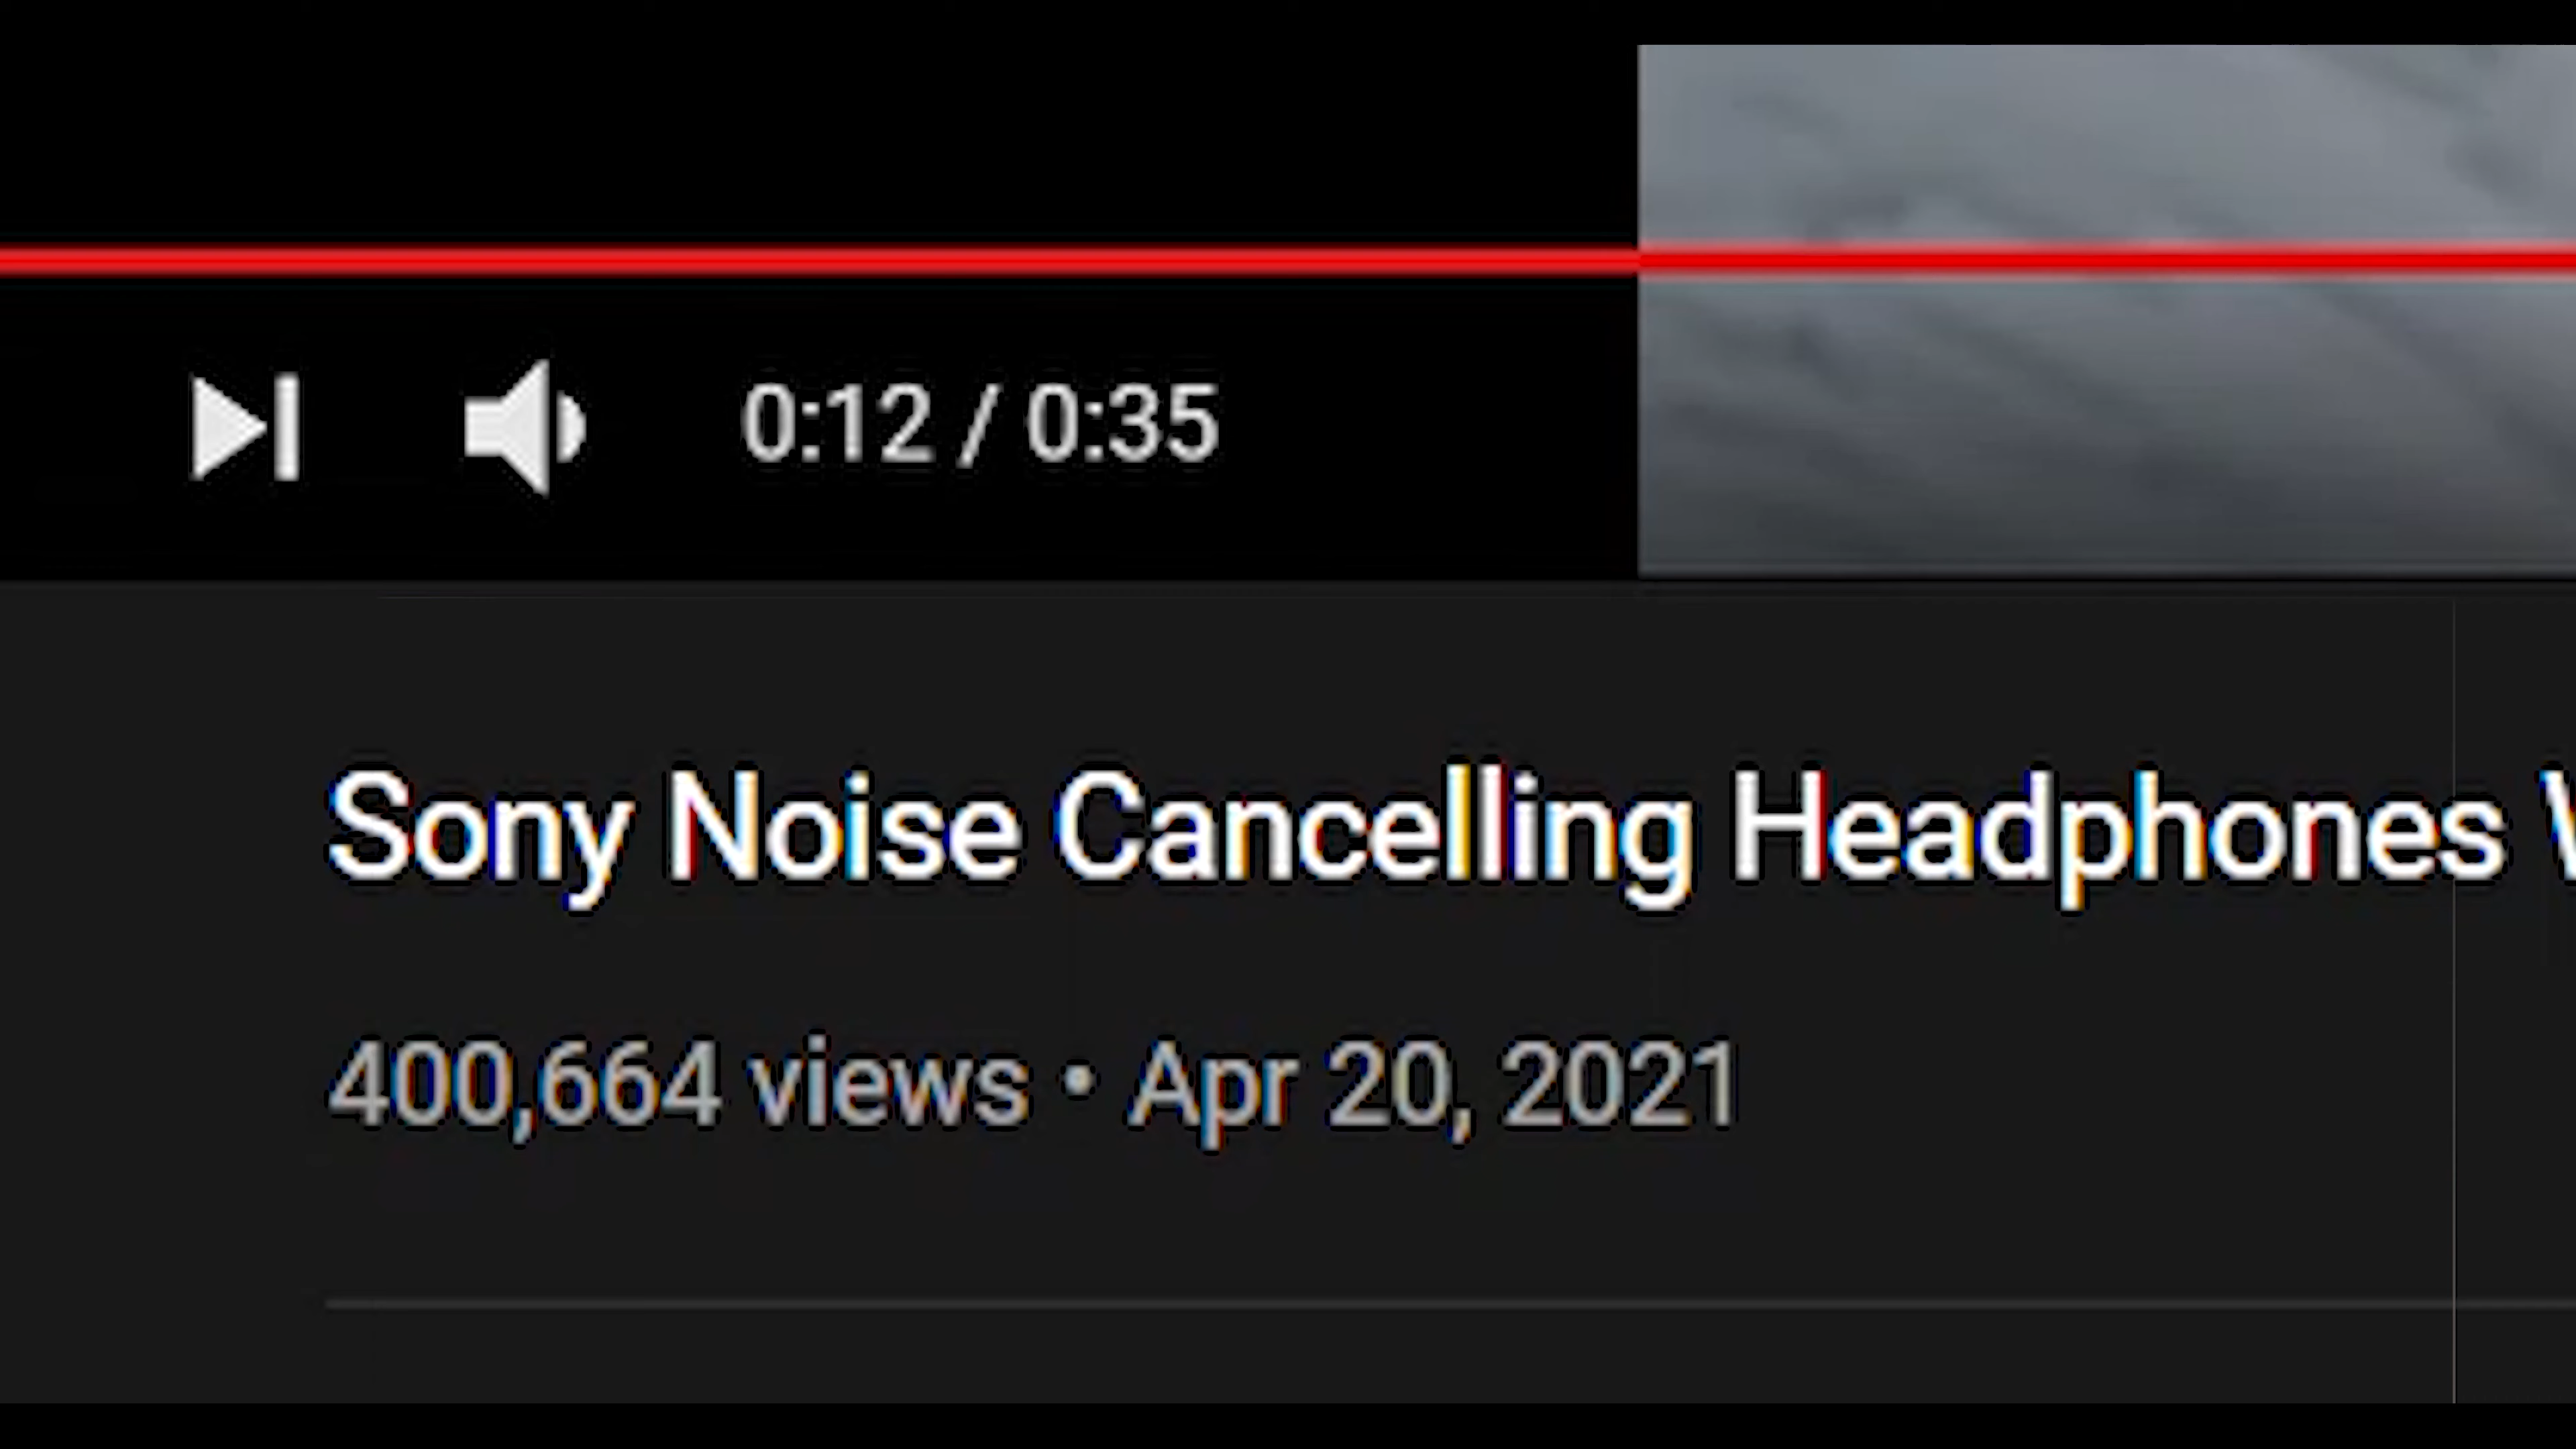 0:12 / 0:35
Sony Noise Cancelling Headphones
400,664 views • Apr 20, 2021